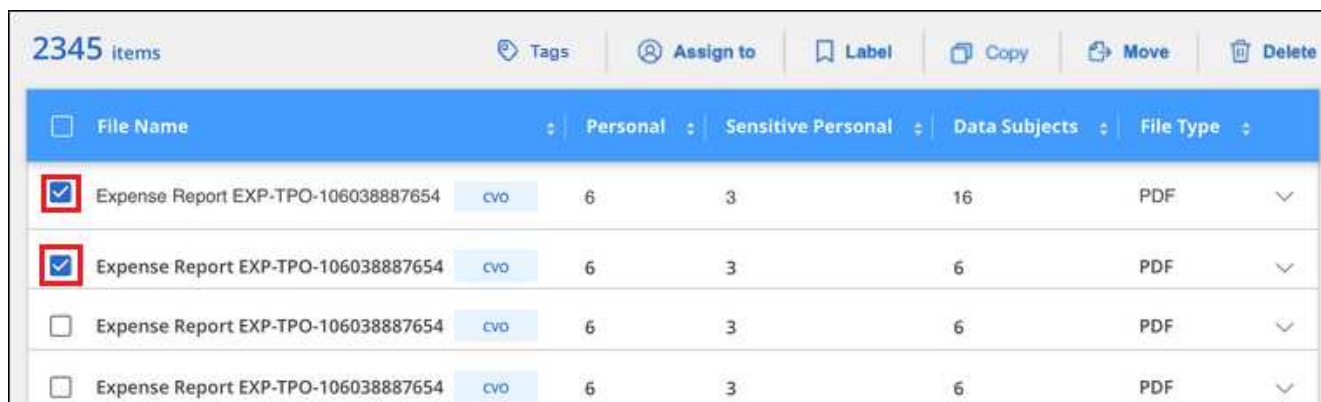 2345 items Tags Assign to Label Copy Move Delete
File Name Personal Sensitive Personal Data Subjects File Type
Expense Report EXP-TPO-106038887654 CVO 6 3 16 PDF
Expense Report EXP-TPO-106038887654 CVO 6 3 6 PDF
Expense Report EXP-TPO-106038887654 CVO 6 3 6 PDF
Expense Report EXP-TPO-106038887654 CVO 6 3 6 PDF